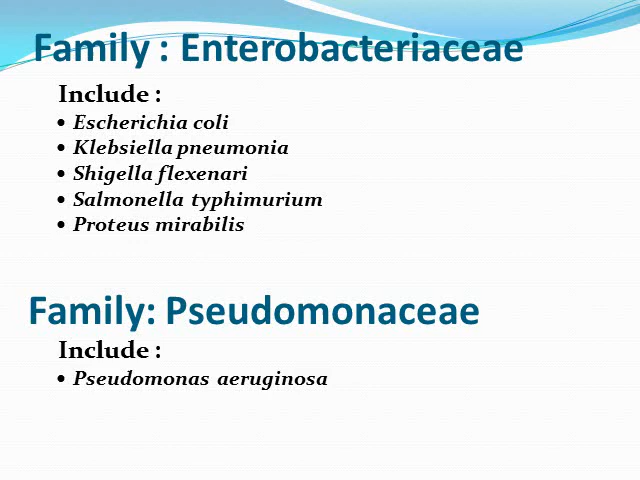 Family : Enterobacteriaceae
Include :
• Escherichia coli
• Klebsiella pneumonia
• Shigella flexenari
• Salmonella typhimurium
• Proteus mirabilis
Family: Pseudomonaceae
Include :
• Pseudomonas aeruginosa